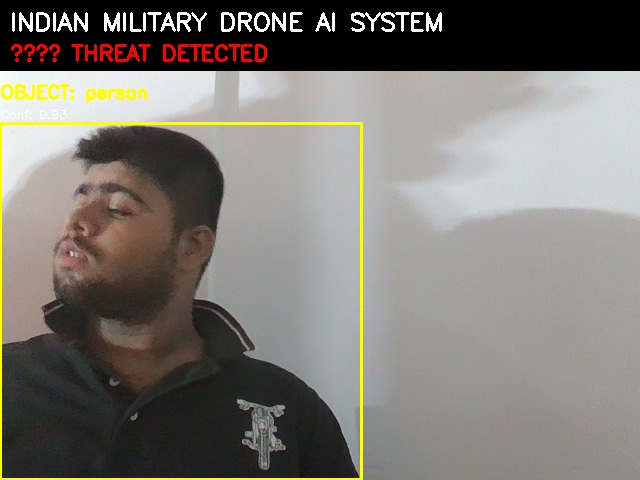 INDIAN MILITARY DRONE AI SYSTEM
???? THREAT DETECTED
OBJECT: person
Conf: 0.93